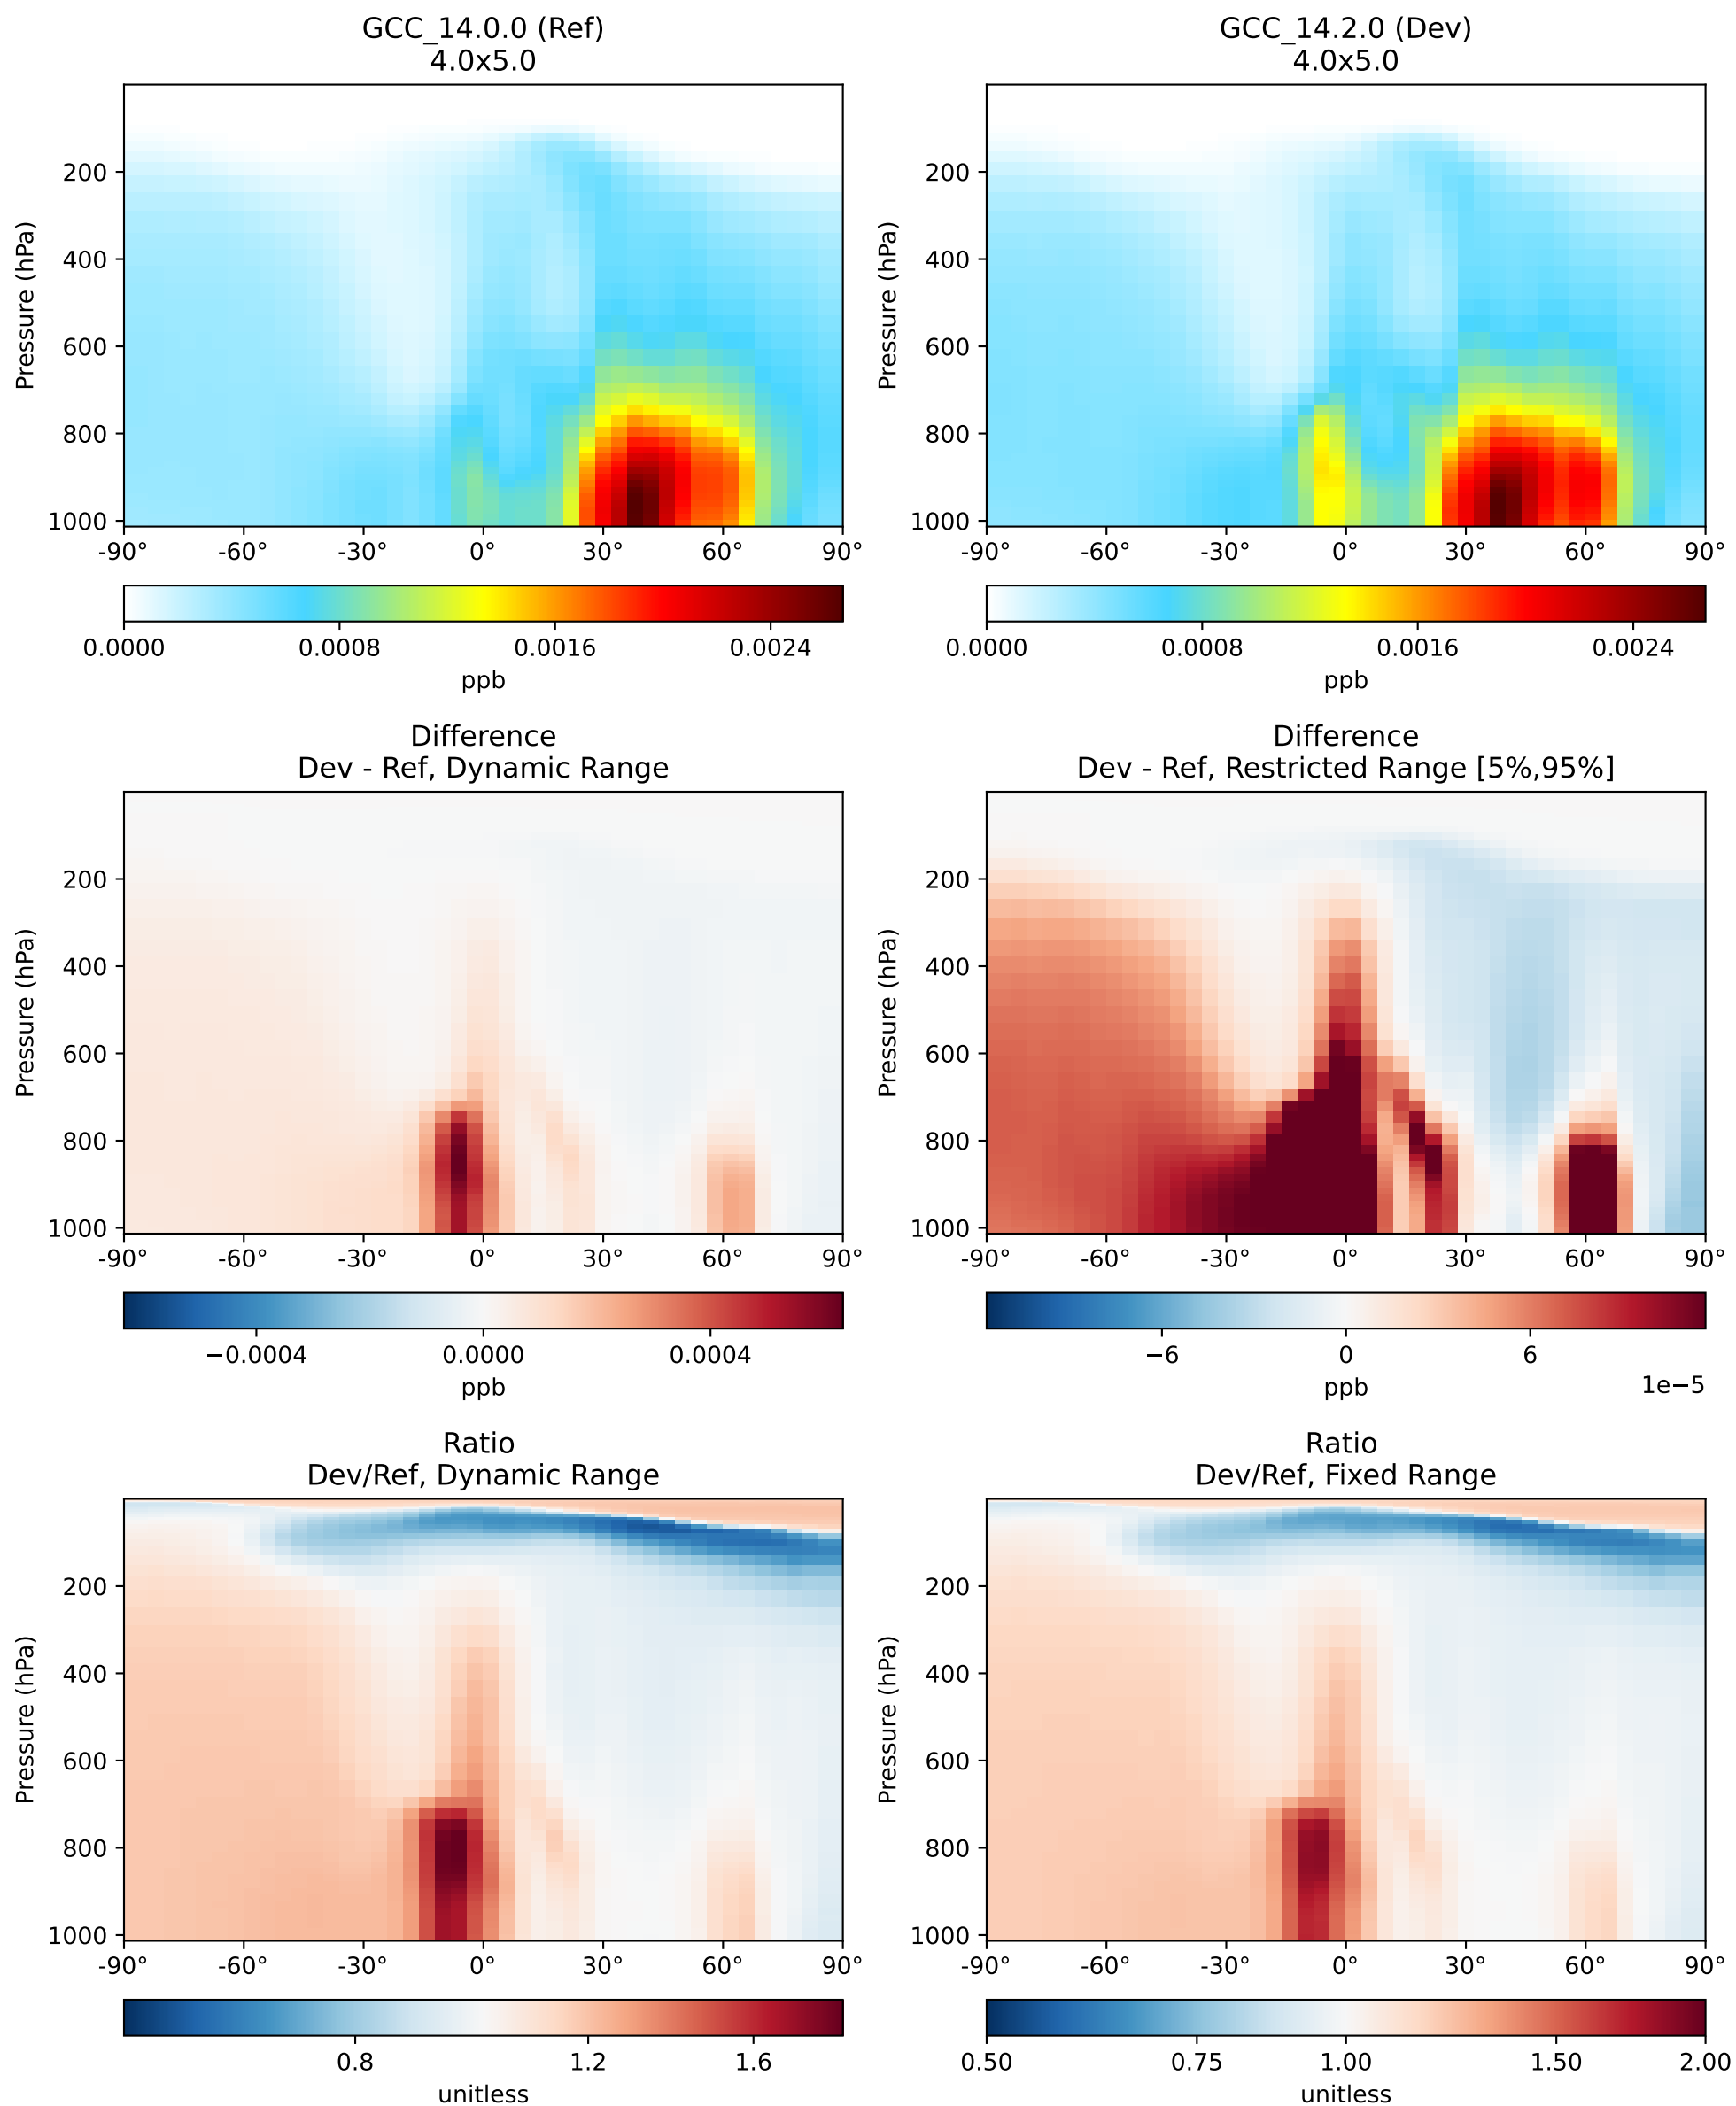 GCC_14.0.0 (Ref)
4.0x5.0
GCC_14.2.0 (Dev)
4.0x5.0
Pressure (hPa)
200
400
600
800
1000
-90° -60° -30° 0° 30° 60° 90°
0.0000 0.0008 0.0016 0.0024
ppb
Pressure (hPa)
200
400
600
800
1000
-90° -60° -30° 0° 30° 60° 90°
0.0000 0.0008 0.0016 0.0024
ppb
Difference
Dev - Ref, Dynamic Range
Difference
Dev - Ref, Restricted Range [5%,95%]
Pressure (hPa)
200
400
600
800
1000
-90° -60° -30° 0° 30° 60° 90°
−0.0004 0.0000 0.0004
ppb
Pressure (hPa)
200
400
600
800
1000
-90° -60° -30° 0° 30° 60° 90°
−6 0 6
ppb
1e−5
Ratio
Dev/Ref, Dynamic Range
Ratio
Dev/Ref, Fixed Range
Pressure (hPa)
200
400
600
800
1000
-90° -60° -30° 0° 30° 60° 90°
0.8 1.2 1.6
unitless
Pressure (hPa)
200
400
600
800
1000
-90° -60° -30° 0° 30° 60° 90°
0.50 0.75 1.00 1.50 2.00
unitless